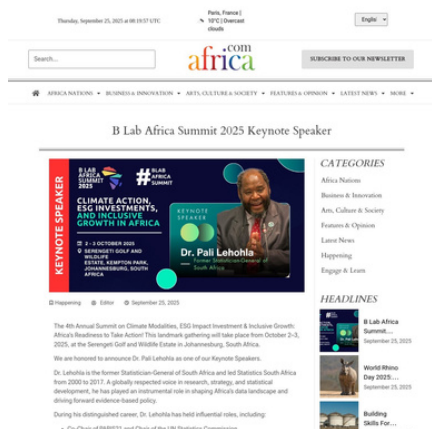 Thursday, September 25, 2025 at 08:19:57 UTC
Paris, France |
10°C | Overcast
clouds
Englis
Search...
africa.com
SUBSCRIBE TO OUR NEWSLETTER
AFRICA NATIONS
BUSINESS & INNOVATION
ARTS, CULTURE & SOCIETY
FEATURES & OPINION
LATEST NEWS
MORE
B Lab Africa Summit 2025 Keynote Speaker
KEYNOTE SPEAKER
B LAB
AFRICA
SUMMIT
2025
#BLAB
AFRICA
SUMMIT
CLIMATE ACTION,
ESG INVESTMENTS,
AND INCLUSIVE
GROWTH IN AFRICA
2 - 3 OCTOBER 2025
SERENGETI GOLF AND
WILDLIFE
ESTATE, KEMPTON PARK,
JOHANNESBURG, SOUTH
AFRICA
KEYNOTE
SPEAKER
Dr. Pali Lehohla
Former Statistician-General of
South Africa
Happening
Editor
September 25, 2025
The 4th Annual Summit on Climate Modalities, ESG Impact Investment & Inclusive Growth:
Africa's Readiness to Take Action! This landmark gathering will take place from October 2–3,
2025, at the Serengeti Golf and Wildlife Estate in Johannesburg, South Africa.
We are honored to announce Dr. Pali Lehohla as one of our Keynote Speakers.
Dr. Lehohla is the former Statistician-General of South Africa and led Statistics South Africa
from 2000 to 2017. A globally respected voice in research, strategy, and statistical
development, he has played an instrumental role in shaping Africa's data landscape and
driving forward evidence-based policy.
During his distinguished career, Dr. Lehohla has held influential roles, including:
Co-Chair of PARIS21 and Chair of the UN Statistics Commission
CATEGORIES
Africa Nations
Business & Innovation
Arts, Culture & Society
Features & Opinion
Latest News
Happening
Engage & Learn
HEADLINES
B Lab Africa
Summit...
September 25, 2025
World Rhino
Day 2025:...
September 25, 2025
Building
Skills For...